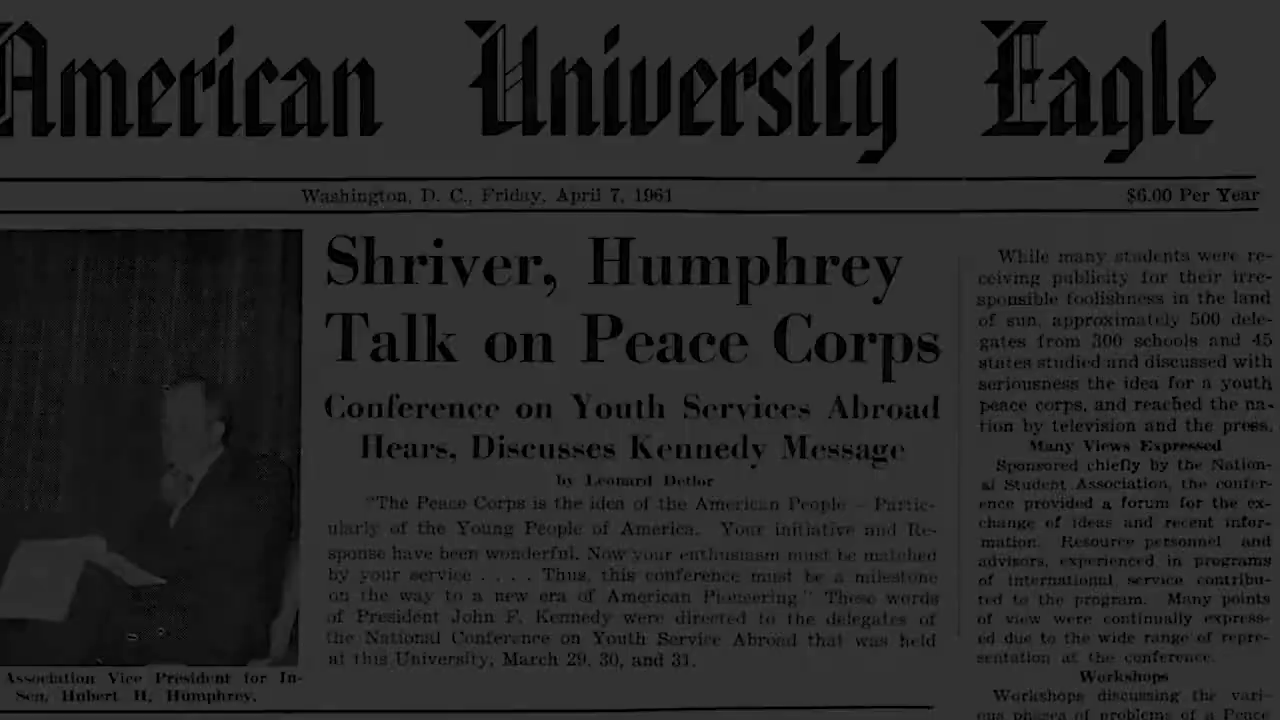 American University Eagle
Washington, D. C., Friday, April 7, 1961
$6.00 Per Year
Shriver, Humphrey
Talk on Peace Corps
Conference on Youth Services Abroad
Hears, Discusses Kennedy Message
by Leonard Detlor
"The Peace Corps is the idea of the American People – Partic-
ularly of the Young People of America. Your initiative and Re-
sponse have been wonderful. Now your enthusiasm must be matched
by your service . . . . Thus, this conference must be a milestone
on the way to a new era of American Pioneering." These words
of President John F. Kennedy were directed to the delegates of
the National Conference on Youth Service Abroad that was held
at this University, March 29, 30, and 31.
Association Vice President for In-
Sen. Hubert H. Humphrey.
While many students were re-
ceiving publicity for their irre-
sponsible foolishness in the land
of sun, approximately 500 dele-
gates from 300 schools and 45
states studied and discussed with
seriousness the idea for a youth
peace corps, and reached the na-
tion by television and the press.
Many Views Expressed
Sponsored chiefly by the Nation-
al Student Association, the confer-
ence provided a forum for the ex-
change of ideas and recent infor-
mation. Resource personnel and
advisors, experienced in programs
of international service contribu-
ted to the program. Many points
of view were continually express-
ed due to the wide range of repre-
sentation at the conference.
Workshops
Workshops discussing the vari-
ous phases of problems of a Peace